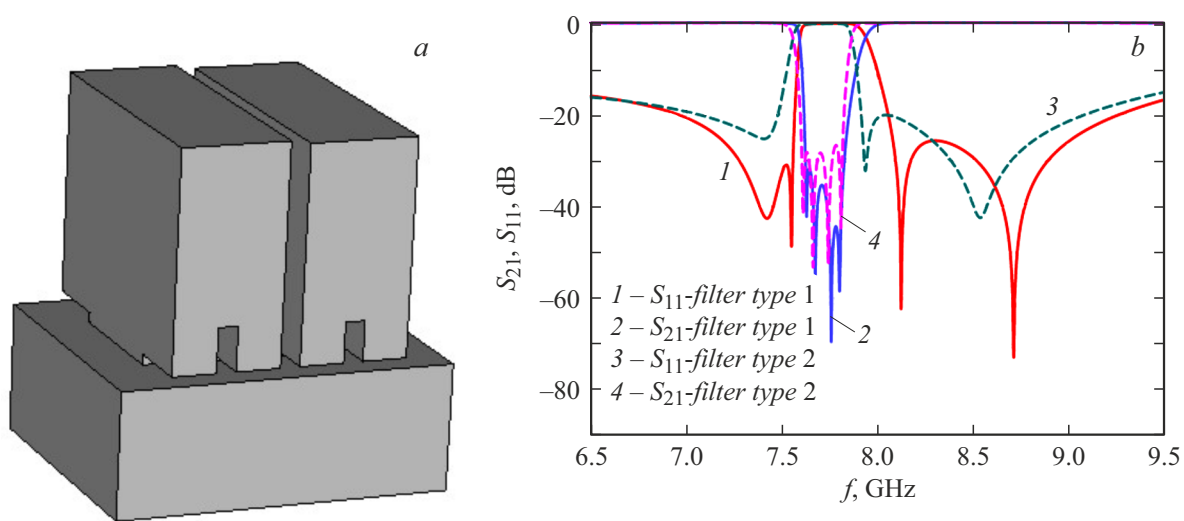 a
b
0
–20
–40
–60
–80
S21, S11, dB
1
2
3
4
1 – S11-filter type 1
2 – S21-filter type 1
3 – S11-filter type 2
4 – S21-filter type 2
6.5 7.0 7.5 8.0 8.5 9.0 9.5
f, GHz